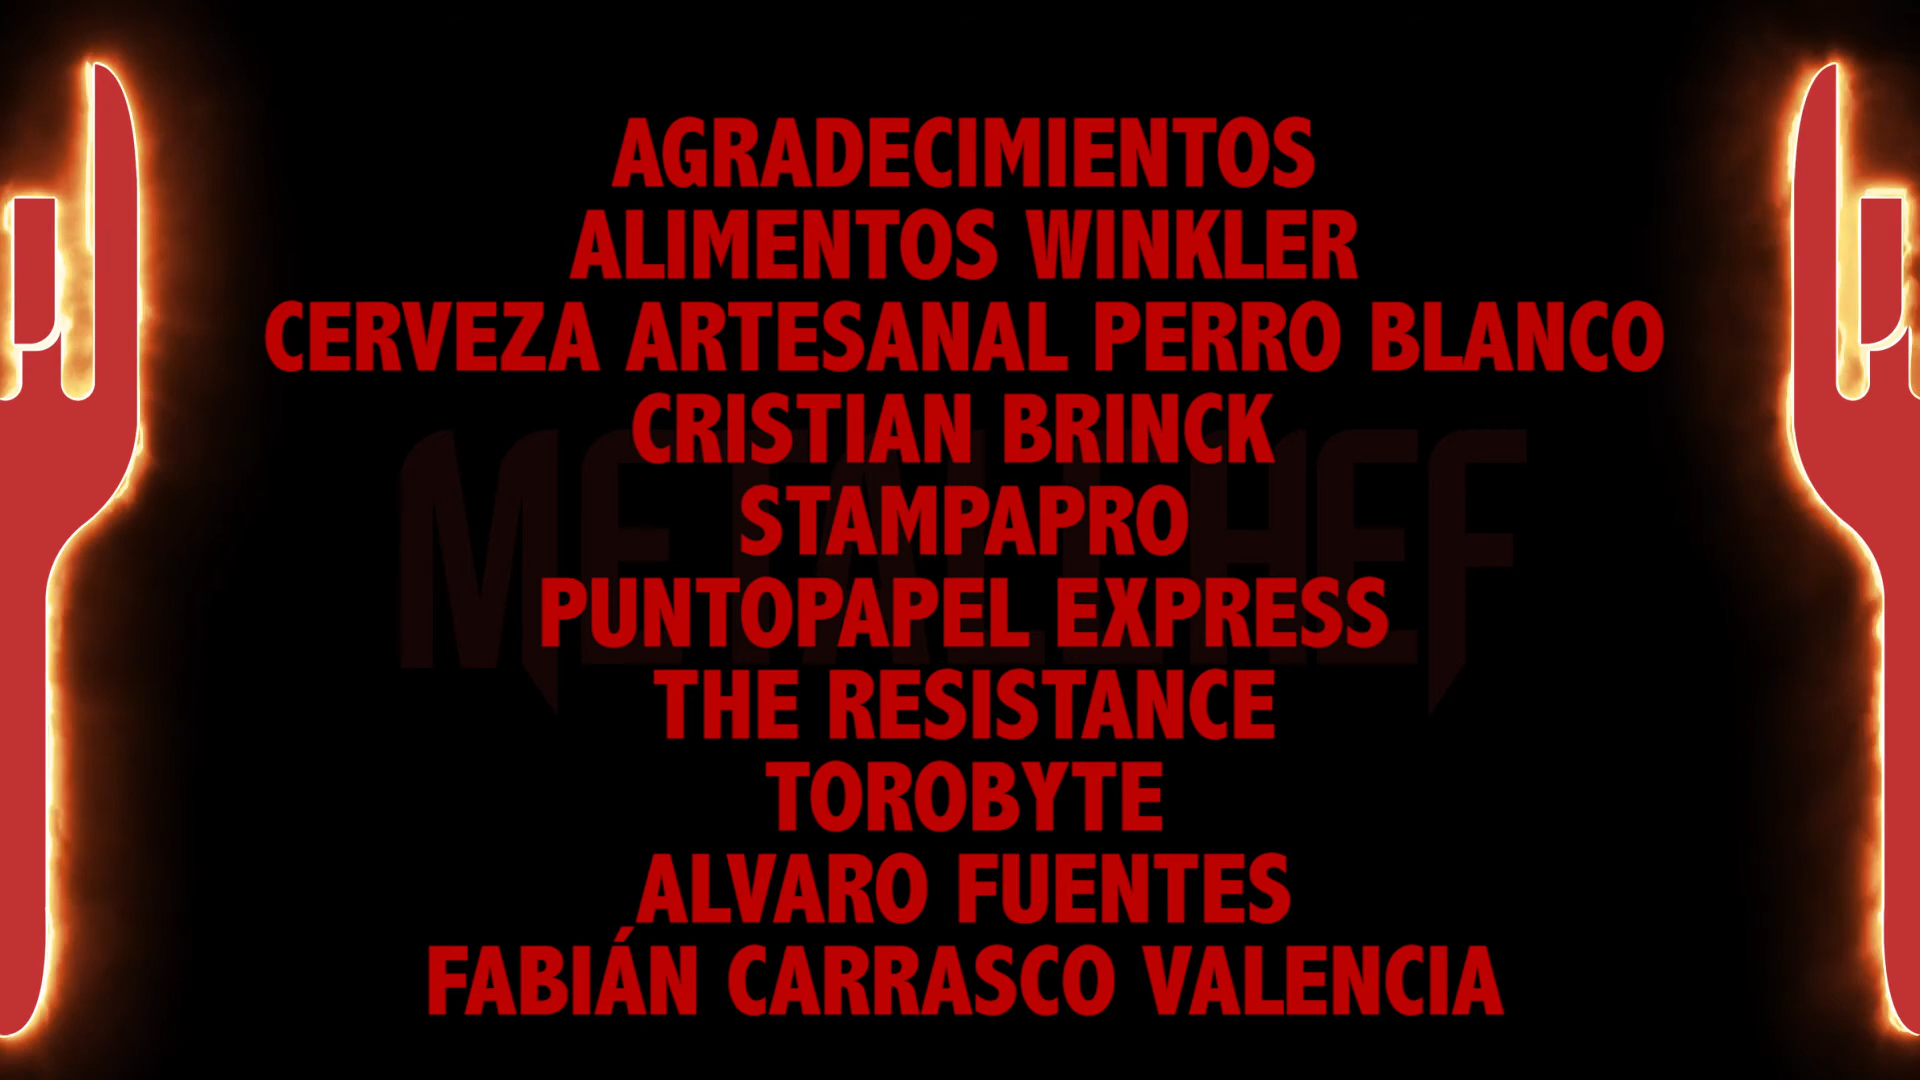 AGRADECIMIENTOS
ALIMENTOS WINKLER
CERVEZA ARTESANAL PERRO BLANCO
CRISTIAN BRINCK
STAMPAPRO
PUNTOPAPEL EXPRESS
THE RESISTANCE
TOROBYTE
ALVARO FUENTES
FABIÁN CARRASCO VALENCIA
METALCHEF